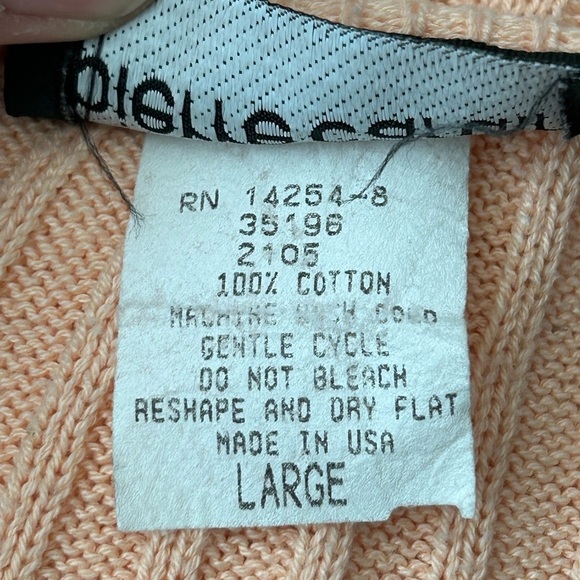 RN 14254-8
35196
2105
100% COTTON
MACHINE WASH COLD
GENTLE CYCLE
DO NOT BLEACH
RESHAPE AND DRY FLAT
MADE IN USA
LARGE